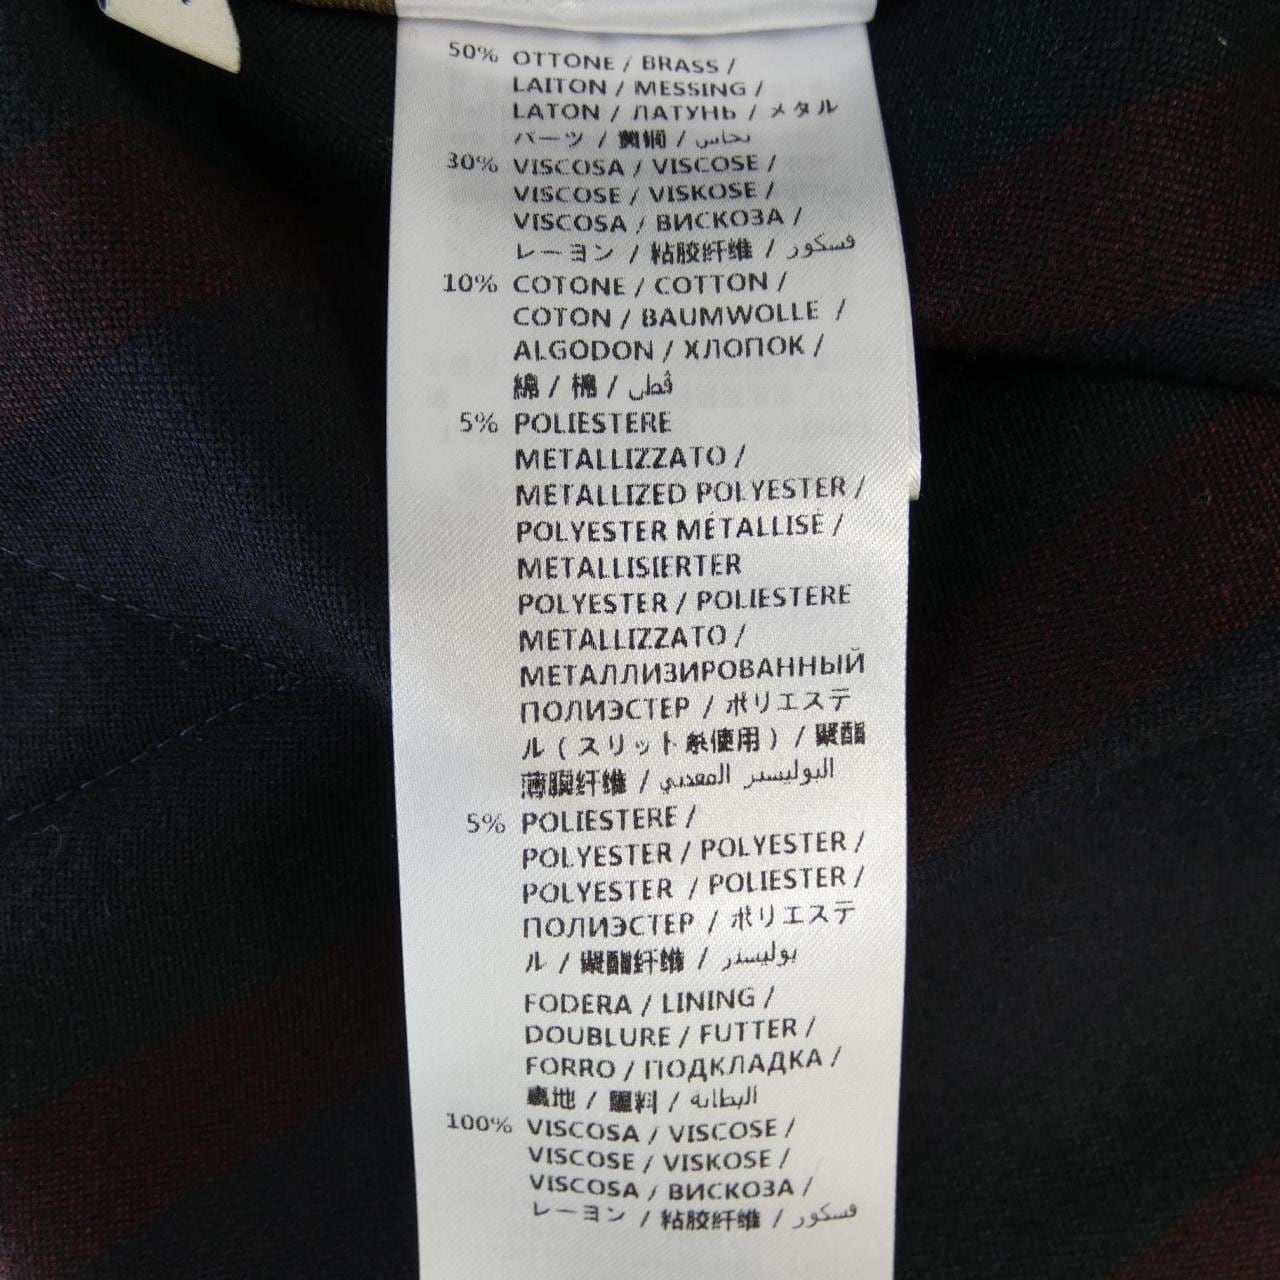 50% OTTONE / BRASS /
LAITON / MESSING /
LATON / ЛАТУНЬ / メタル
パーツ / 黄铜 / نحاس
30% VISCOSA / VISCOSE /
VISCOSE / VISKOSE /
VISCOSA / ВИСКОЗА /
レーヨン / 粘胶纤维 / فسكور
10% COTONE / COTTON /
COTON / BAUMWOLLE /
ALGODON / ХЛОПОК /
綿 / 棉 / قطن
5% POLIESTERE
METALLIZZATO /
METALLIZED POLYESTER /
POLYESTER MÉTALLISÉ /
METALLISIERTER
POLYESTER / POLIESTERE
METALLIZZATO /
МЕТАЛЛИЗИРОВАННЫЙ
ПОЛИЭСТЕР / ポリエステ
ル ( スリット糸使用 ) / 聚酯
薄膜纤维 / البوليستر المعدني
5% POLIESTERE /
POLYESTER / POLYESTER /
POLYESTER / POLIESTER /
ПОЛИЭСТЕР / ポリエステ
ル / 聚酯纤维 / بوليستر
FODERA / LINING /
DOUBLURE / FUTTER /
FORRO / ПОДКЛАДКА /
裏地 / 里料 / البطانة
100% VISCOSA / VISCOSE /
VISCOSE / VISKOSE /
VISCOSA / ВИСКОЗА /
レーヨン / 粘胶纤维 / فسكور